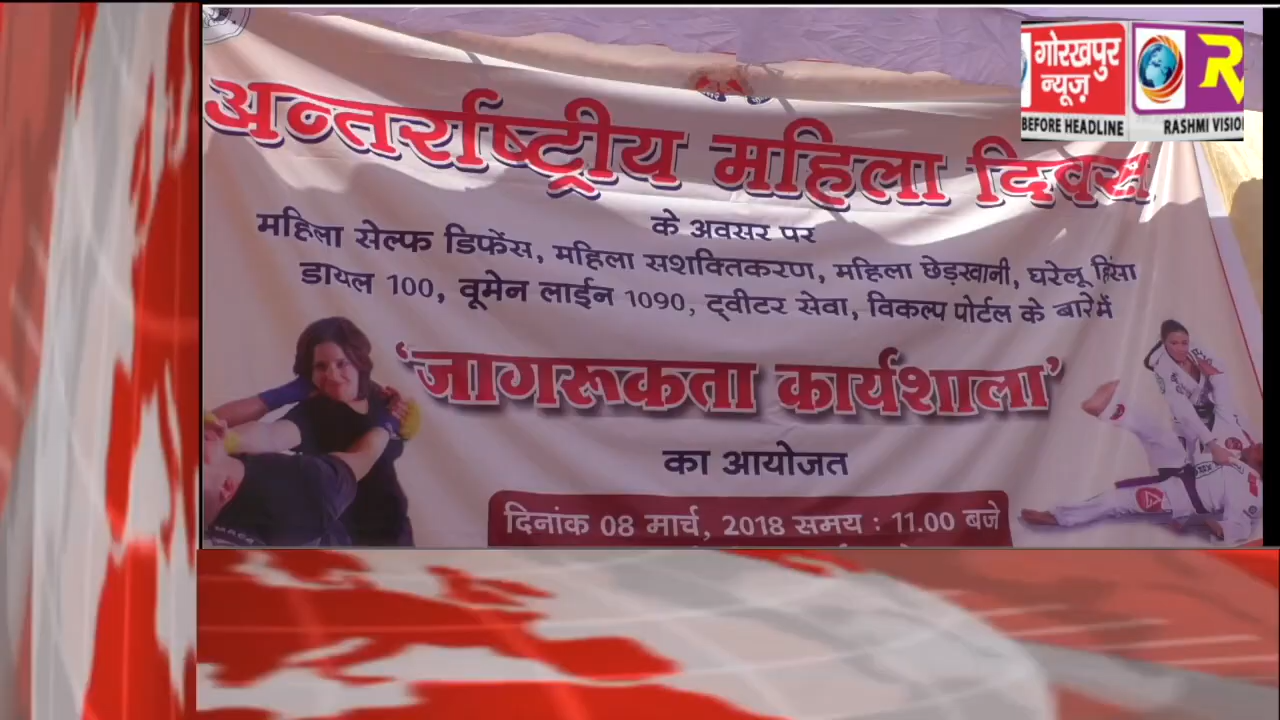 अन्तर्राष्ट्रीय महिला दिवस
के अवसर पर
महिला सेल्फ डिफेंस, महिला सशक्तिकरण, महिला छेड़खानी, घरेलू हिंसा
डायल 100, वूमेन लाईन 1090, ट्वीटर सेवा, विकल्प पोर्टल के बारेमें
‘जागरूकता कार्यशाला’
का आयोजत
दिनांक 08 मार्च, 2018 समय : 11.00 बजे
गोरखपुर
न्यूज़
BEFORE HEADLINE
R
RASHMI VISION